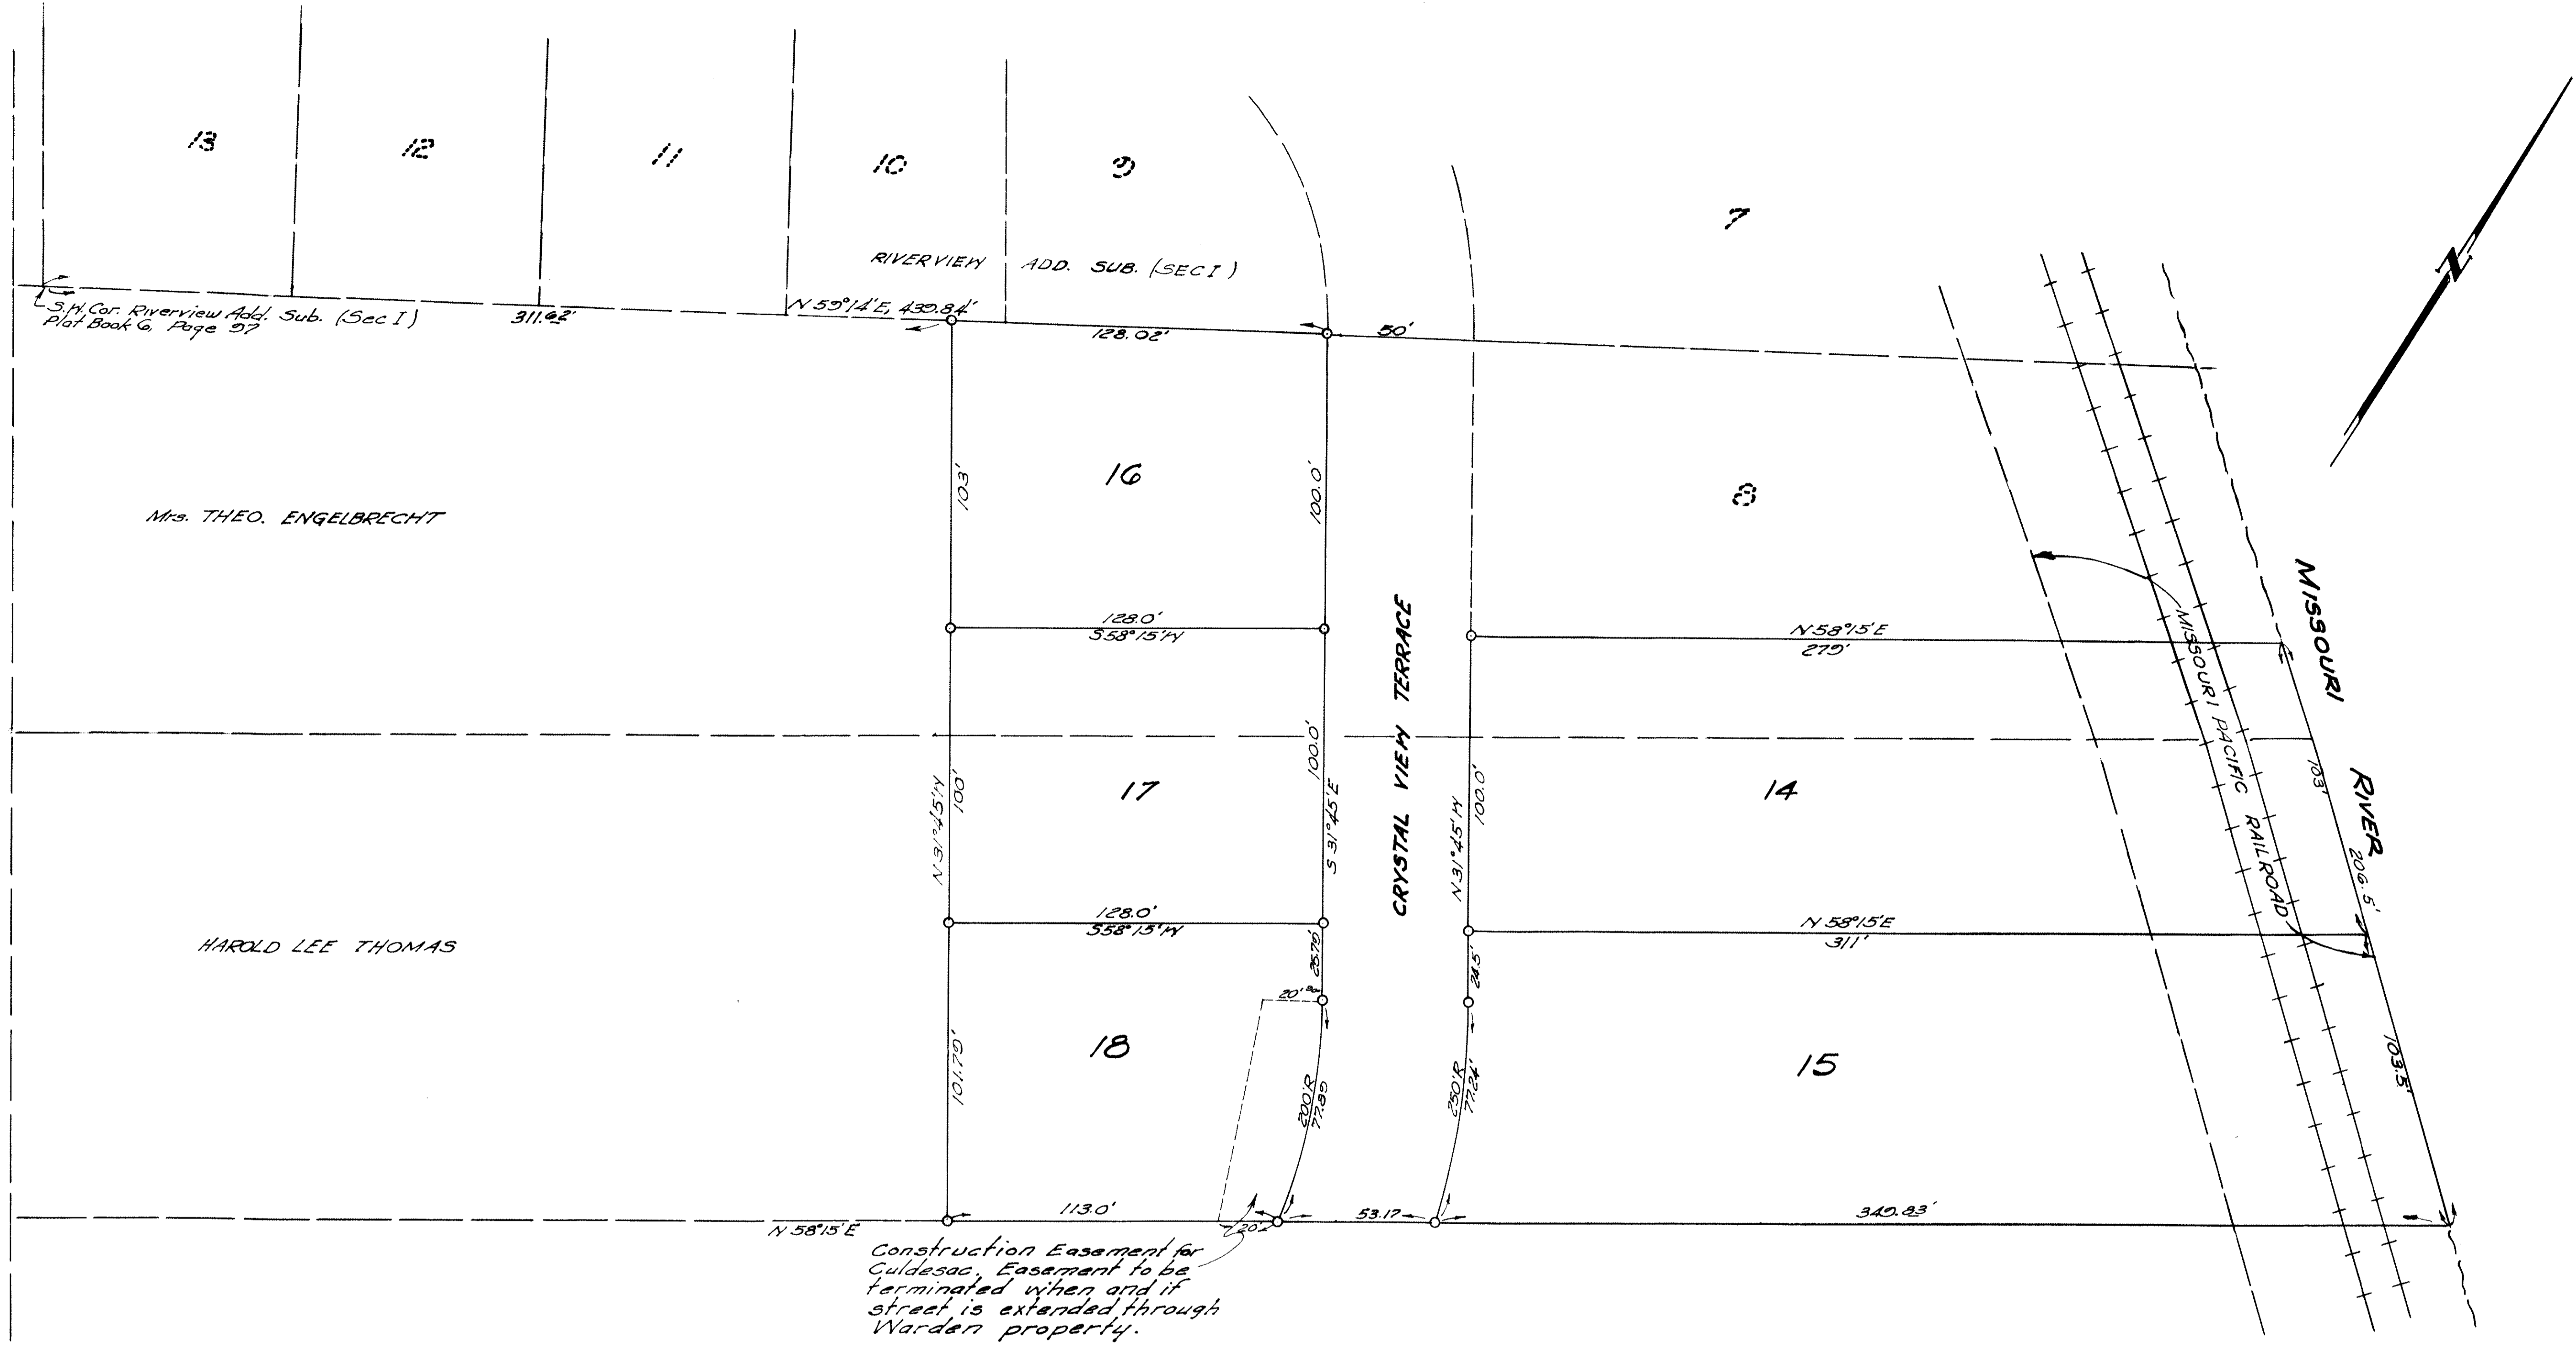 13
12
11
10
9
7
N
RIVERVIEW ADD. SUB. (SEC I)
S.W. Cor. Riverview Add. Sub. (Sec I)
Plat Book 6, Page 97
311.62'
N 59°14'E, 439.84'
128.02'
50'
103'
16
100.0'
8
Mrs. THEO. ENGELBRECHT
128.0'
S 58°15'W
N 58°15'E
279'
MISSOURI RIVER
MISSOURI PACIFIC RAILROAD
CRYSTAL VIEW TERRACE
N 31°45'W
100'
17
100.0'
S 31°45'E
N 31°45'W
100.0'
14
103'
206.5'
HAROLD LEE THOMAS
128.0'
S 58°15'W
25.79'
24.5'
N 58°15'E
311'
20'
101.79'
18
200'R
77.89
250'R
77.24'
15
103.5'
N 58°15'E
113.0'
20'
53.17
349.83'
Construction Easement for
Culdesac. Easement to be
terminated when and if
street is extended through
Warden property.